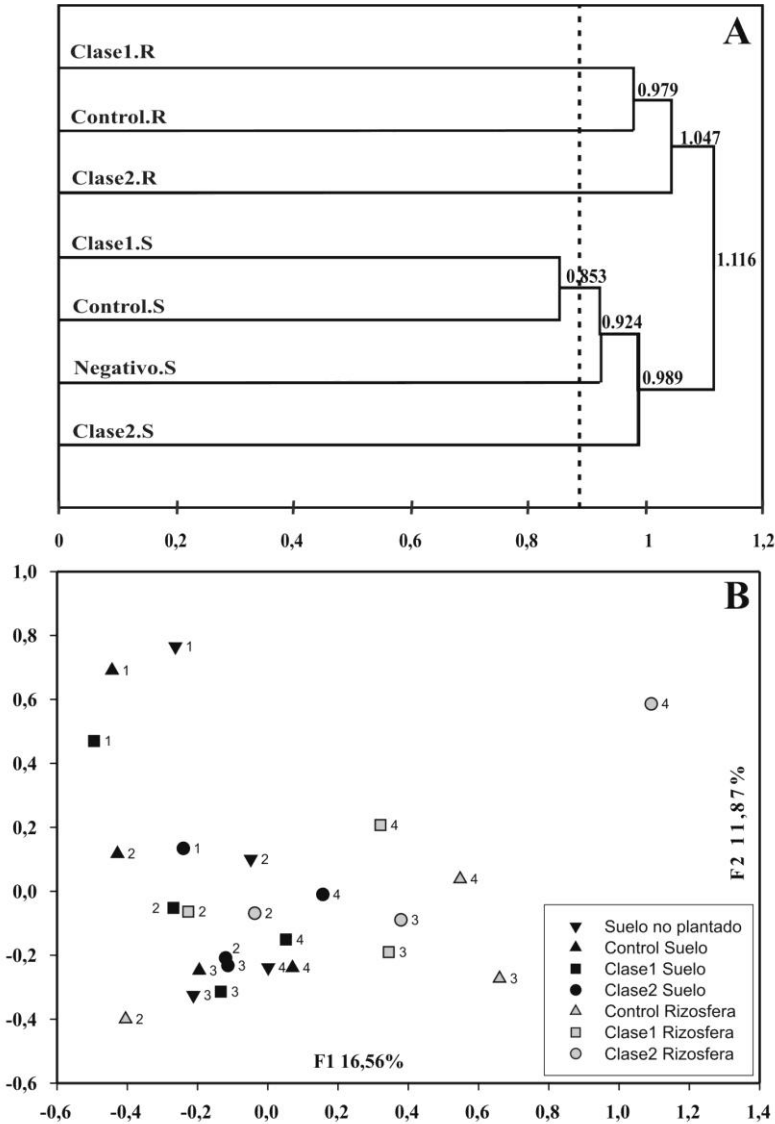 A
Clase1.R
0.979
Control.R
1.047
Clase2.R
Clase1.S
1.116
0.853
Control.S
0.924
Negativo.S
0.989
Clase2.S
0 0,2 0,4 0,6 0,8 1 1,2
B
1,0
0,8
0,6
0,4
0,2
0,0
-0,2
-0,4
-0,6
1
1
4
1
4
2
1
2
4
4
2
2
2
3
2
4
3
3
3
4
4
3
3
3
2
F2 11,87%
F1 16,56%
Suelo no plantado
Control Suelo
Clase1 Suelo
Clase2 Suelo
Control Rizosfera
Clase1 Rizosfera
Clase2 Rizosfera
-0,6 -0,4 -0,2 0,0 0,2 0,4 0,6 0,8 1,0 1,2 1,4